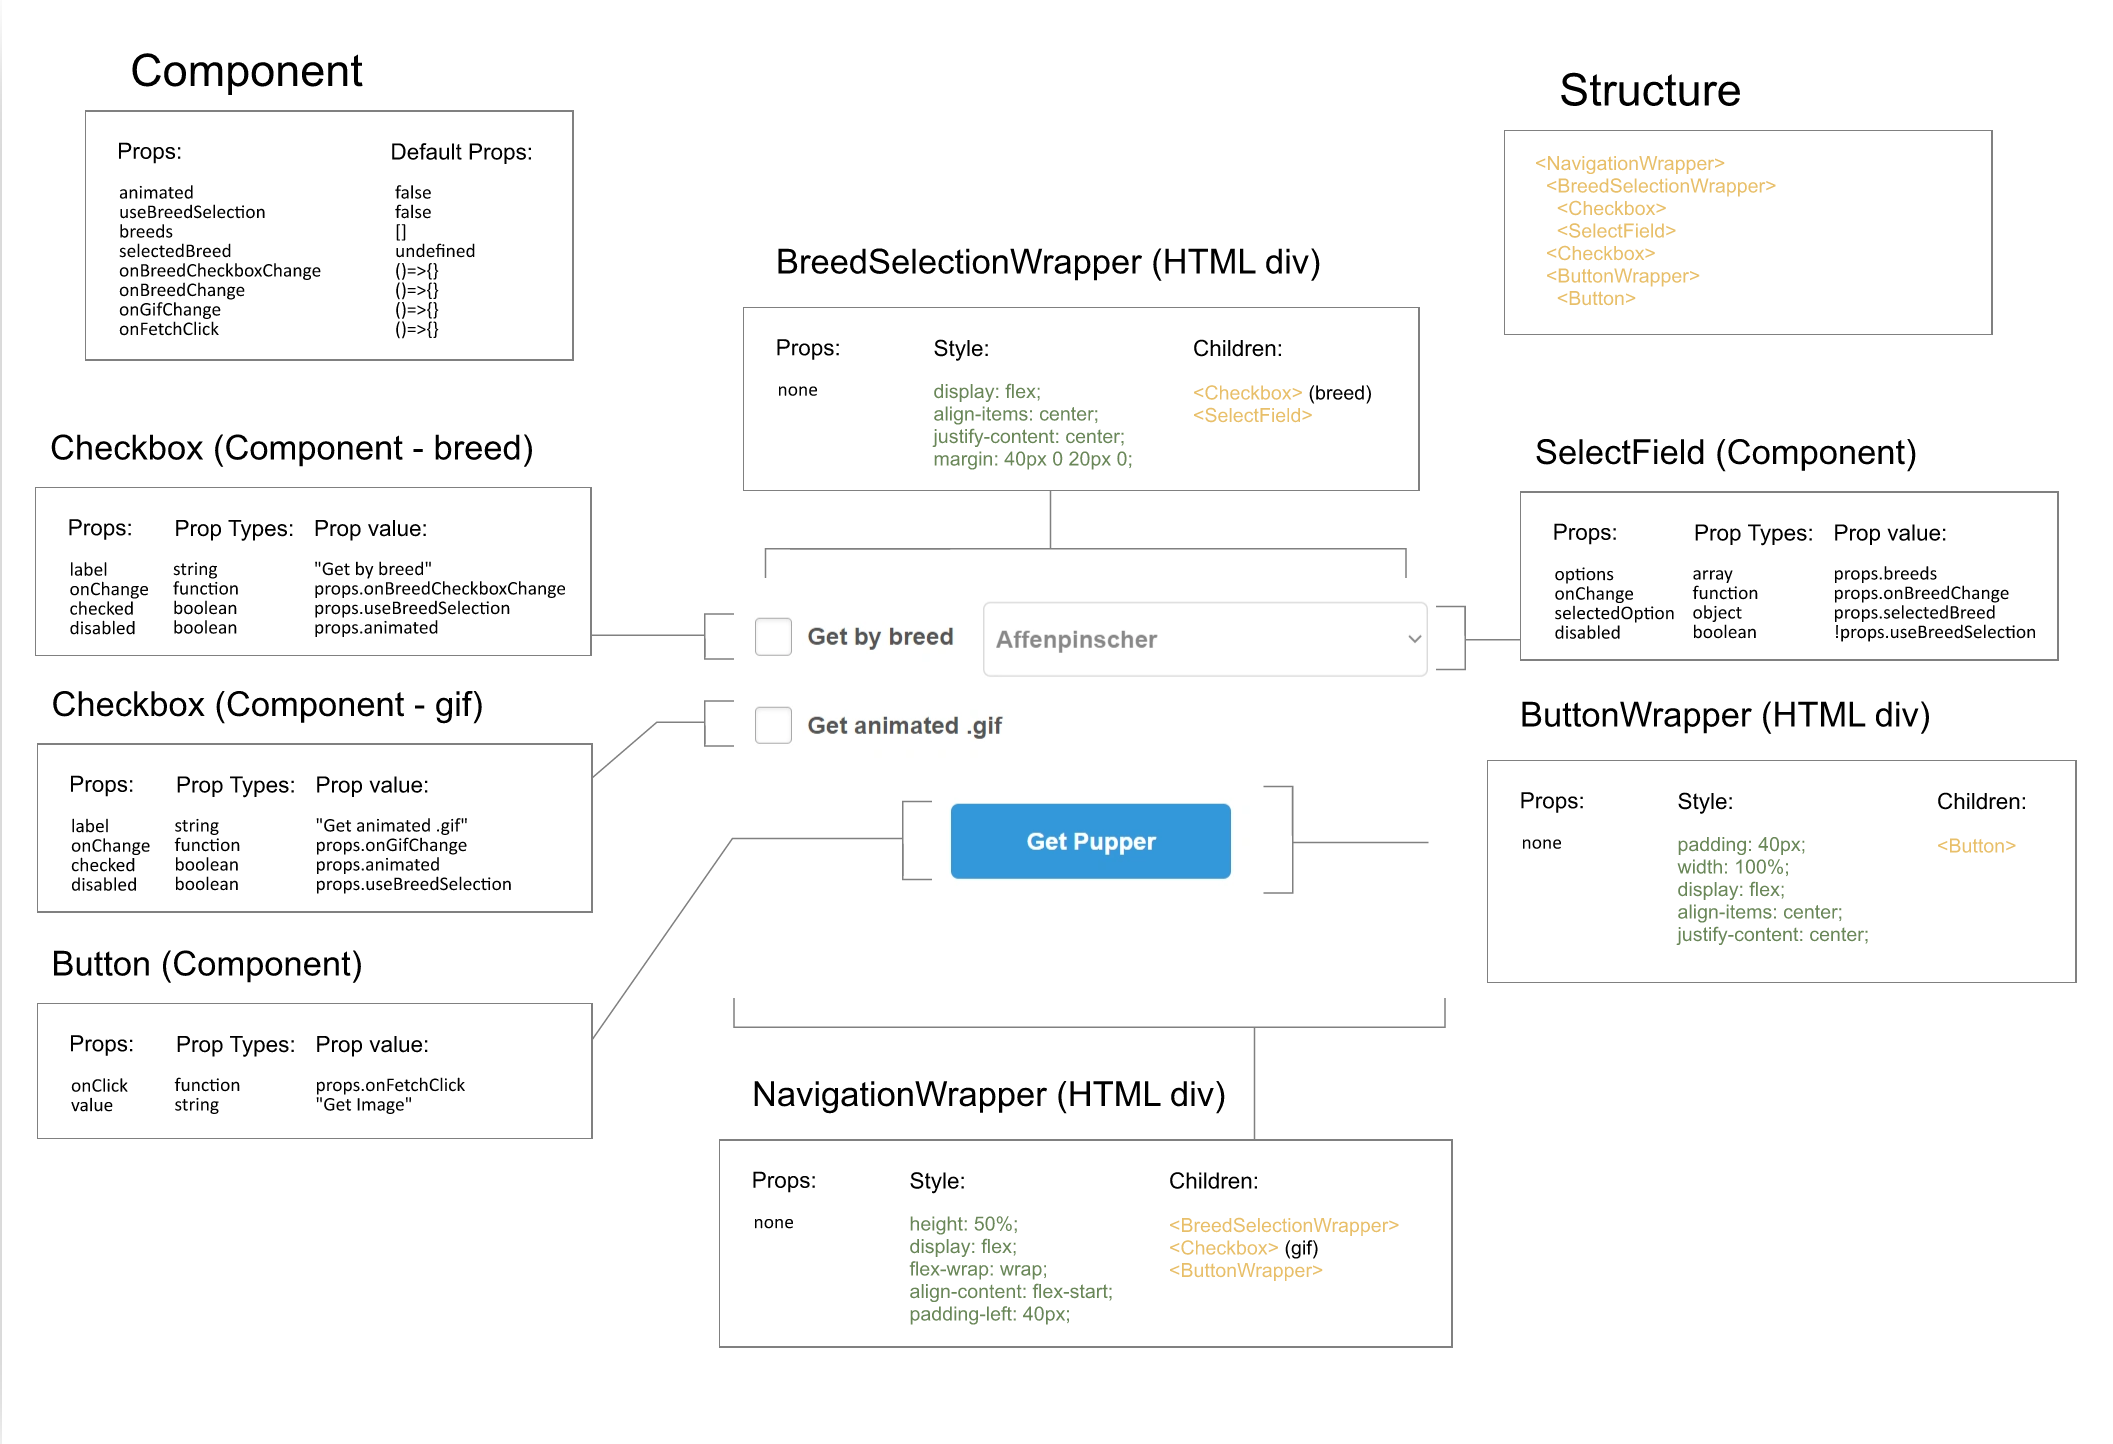 Component
Props: Default Props:
animated false
useBreedSelection false
breeds []
selectedBreed undefined
onBreedCheckboxChange ()=>{}
onBreedChange ()=>{}
onGifChange ()=>{}
onFetchClick ()=>{}
Structure
<NavigationWrapper>
<BreedSelectionWrapper>
<Checkbox>
<SelectField>
<Checkbox>
<ButtonWrapper>
<Button>
BreedSelectionWrapper (HTML div)
Props: Style: Children:
none display: flex; <Checkbox> (breed)
align-items: center; <SelectField>
justify-content: center;
margin: 40px 0 20px 0;
Checkbox (Component - breed)
Props: Prop Types: Prop value:
label string "Get by breed"
onChange function props.onBreedCheckboxChange
checked boolean props.useBreedSelection
disabled boolean props.animated
SelectField (Component)
Props: Prop Types: Prop value:
options array props.breeds
onChange function props.onBreedChange
selectedOption object props.selectedBreed
disabled boolean !props.useBreedSelection
Get by breed Affenpinscher
Get animated .gif
Get Pupper
Checkbox (Component - gif)
Props: Prop Types: Prop value:
label string "Get animated .gif"
onChange function props.onGifChange
checked boolean props.animated
disabled boolean props.useBreedSelection
ButtonWrapper (HTML div)
Props: Style: Children:
none padding: 40px; <Button>
width: 100%;
display: flex;
align-items: center;
justify-content: center;
Button (Component)
Props: Prop Types: Prop value:
onClick function props.onFetchClick
value string "Get Image"
NavigationWrapper (HTML div)
Props: Style: Children:
none height: 50%; <BreedSelectionWrapper>
display: flex; <Checkbox> (gif)
flex-wrap: wrap; <ButtonWrapper>
align-content: flex-start;
padding-left: 40px;